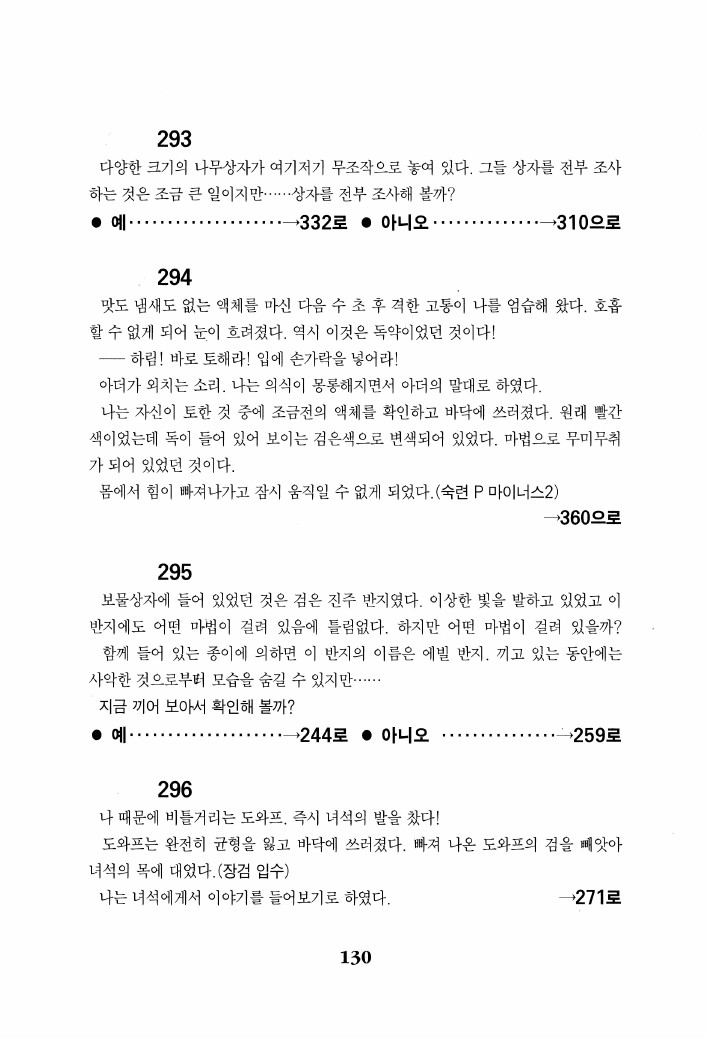 293
다양한 크기의 나무상자가 여기저기 무조작으로 놓여 있다. 그들 상자를 전부 조사
하는 것은 조금 큰 일이지만……상자를 전부 조사해 볼까?
● 예····················→332로 ● 아니오··············→310으로
294
맛도 냄새도 없는 액체를 마신 다음 수 초 후 격한 고통이 나를 엄습해 왔다. 호흡
할 수 없게 되어 눈이 흐려졌다. 역시 이것은 독약이었던 것이다!
── 하림! 바로 토해라! 입에 손가락을 넣어라!
아더가 외치는 소리. 나는 의식이 몽롱해지면서 아더의 말대로 하였다.
나는 자신이 토한 것 중에 조금전의 액체를 확인하고 바닥에 쓰러졌다. 원래 빨간
색이었는데 독이 들어 있어 보이는 검은색으로 변색되어 있었다. 마법으로 무미무취
가 되어 있었던 것이다.
몸에서 힘이 빠져나가고 잠시 움직일 수 없게 되었다.(숙련 P 마이너스2)
→360으로
295
보물상자에 들어 있었던 것은 검은 진주 반지였다. 이상한 빛을 발하고 있었고 이
반지에도 어떤 마법이 걸려 있음에 틀림없다. 하지만 어떤 마법이 걸려 있을까?
함께 들어 있는 종이에 의하면 이 반지의 이름은 에빌 반지. 끼고 있는 동안에는
사악한 것으로부터 모습을 숨길 수 있지만……
지금 끼어 보아서 확인해 볼까?
● 예····················→244로 ● 아니오 ···············→259로
296
나 때문에 비틀거리는 도와프. 즉시 녀석의 발을 찼다!
도와프는 완전히 균형을 잃고 바닥에 쓰러졌다. 빠져 나온 도와프의 검을 빼앗아
녀석의 목에 대었다.(장검 입수)
나는 녀석에게서 이야기를 들어보기로 하였다. →271로
130